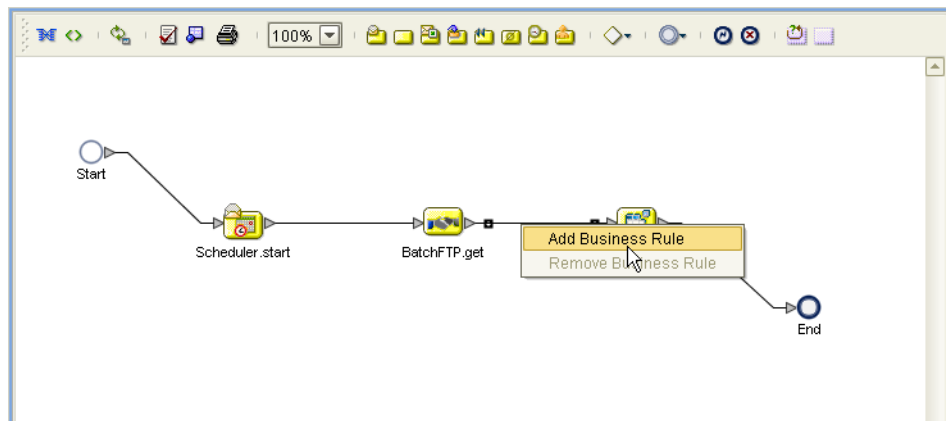 100%
Start
Scheduler.start
BatchFTP.get
Add Business Rule
Remove Business Rule
End